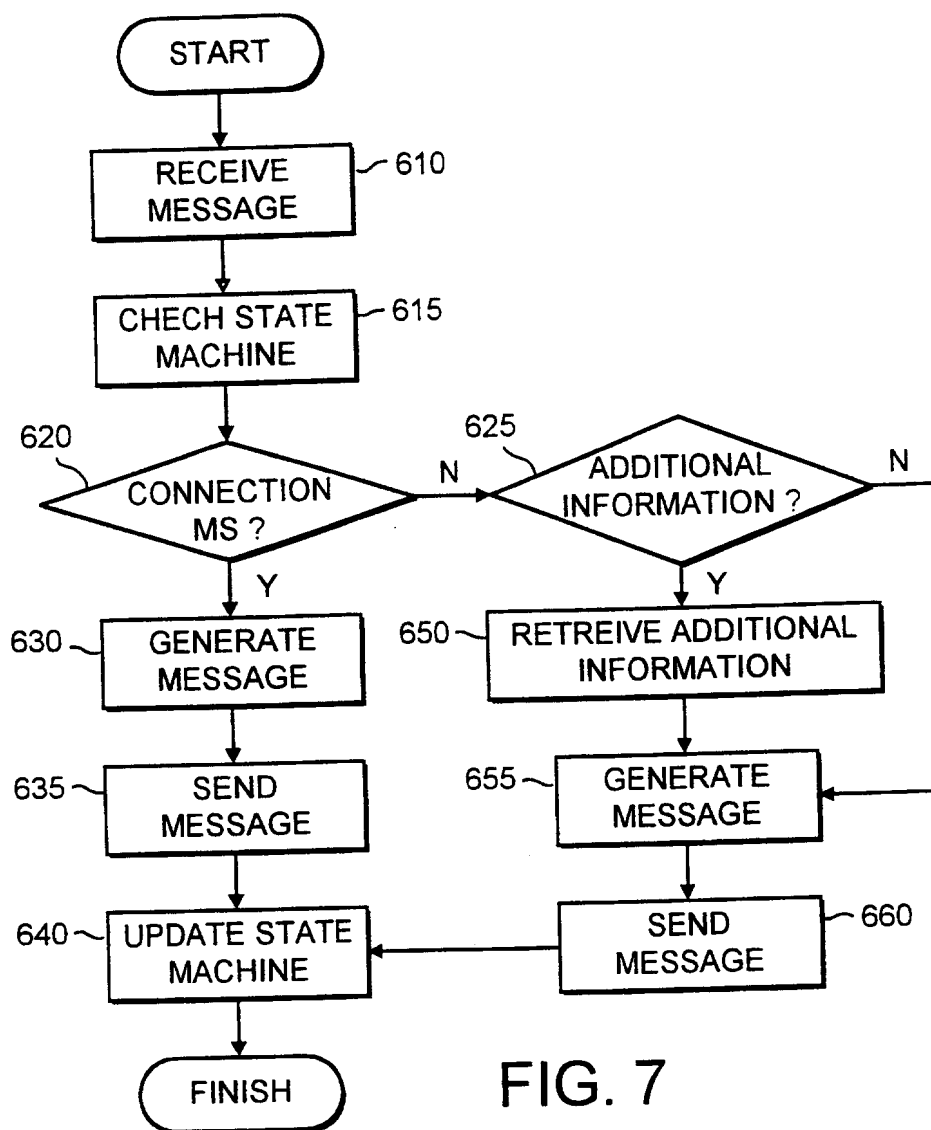 START
RECEIVE
MESSAGE
610
CHECH STATE
MACHINE
615
620
CONNECTION
MS ?
N
Y
625
ADDITIONAL
INFORMATION ?
N
Y
630
GENERATE
MESSAGE
650
RETREIVE ADDITIONAL
INFORMATION
635
SEND
MESSAGE
655
GENERATE
MESSAGE
640
UPDATE STATE
MACHINE
SEND
MESSAGE
660
FINISH
FIG. 7